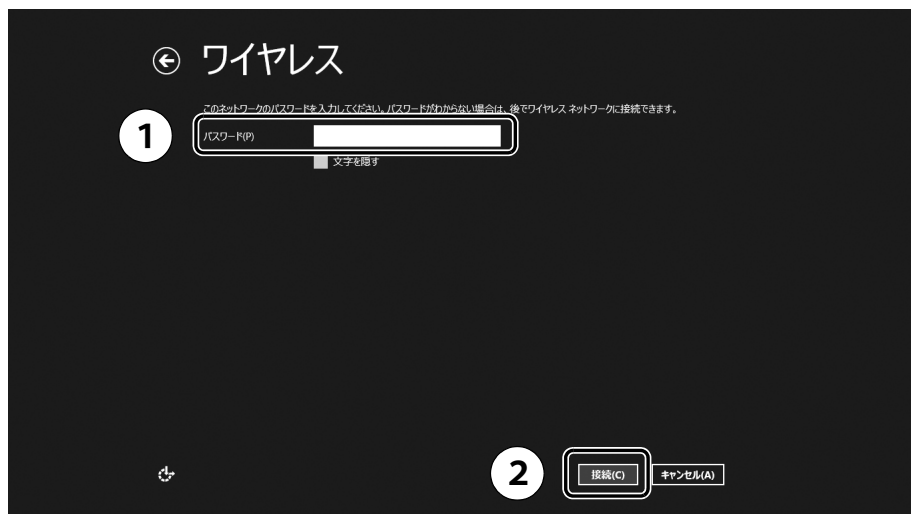 ワイヤレス
このネットワークのパスワードを入力してください。パスワードがわからない場合は、後でワイヤレス ネットワークに接続できます。
1
パスワード(P)
文字を隠す
2
接続(C)
キャンセル(A)